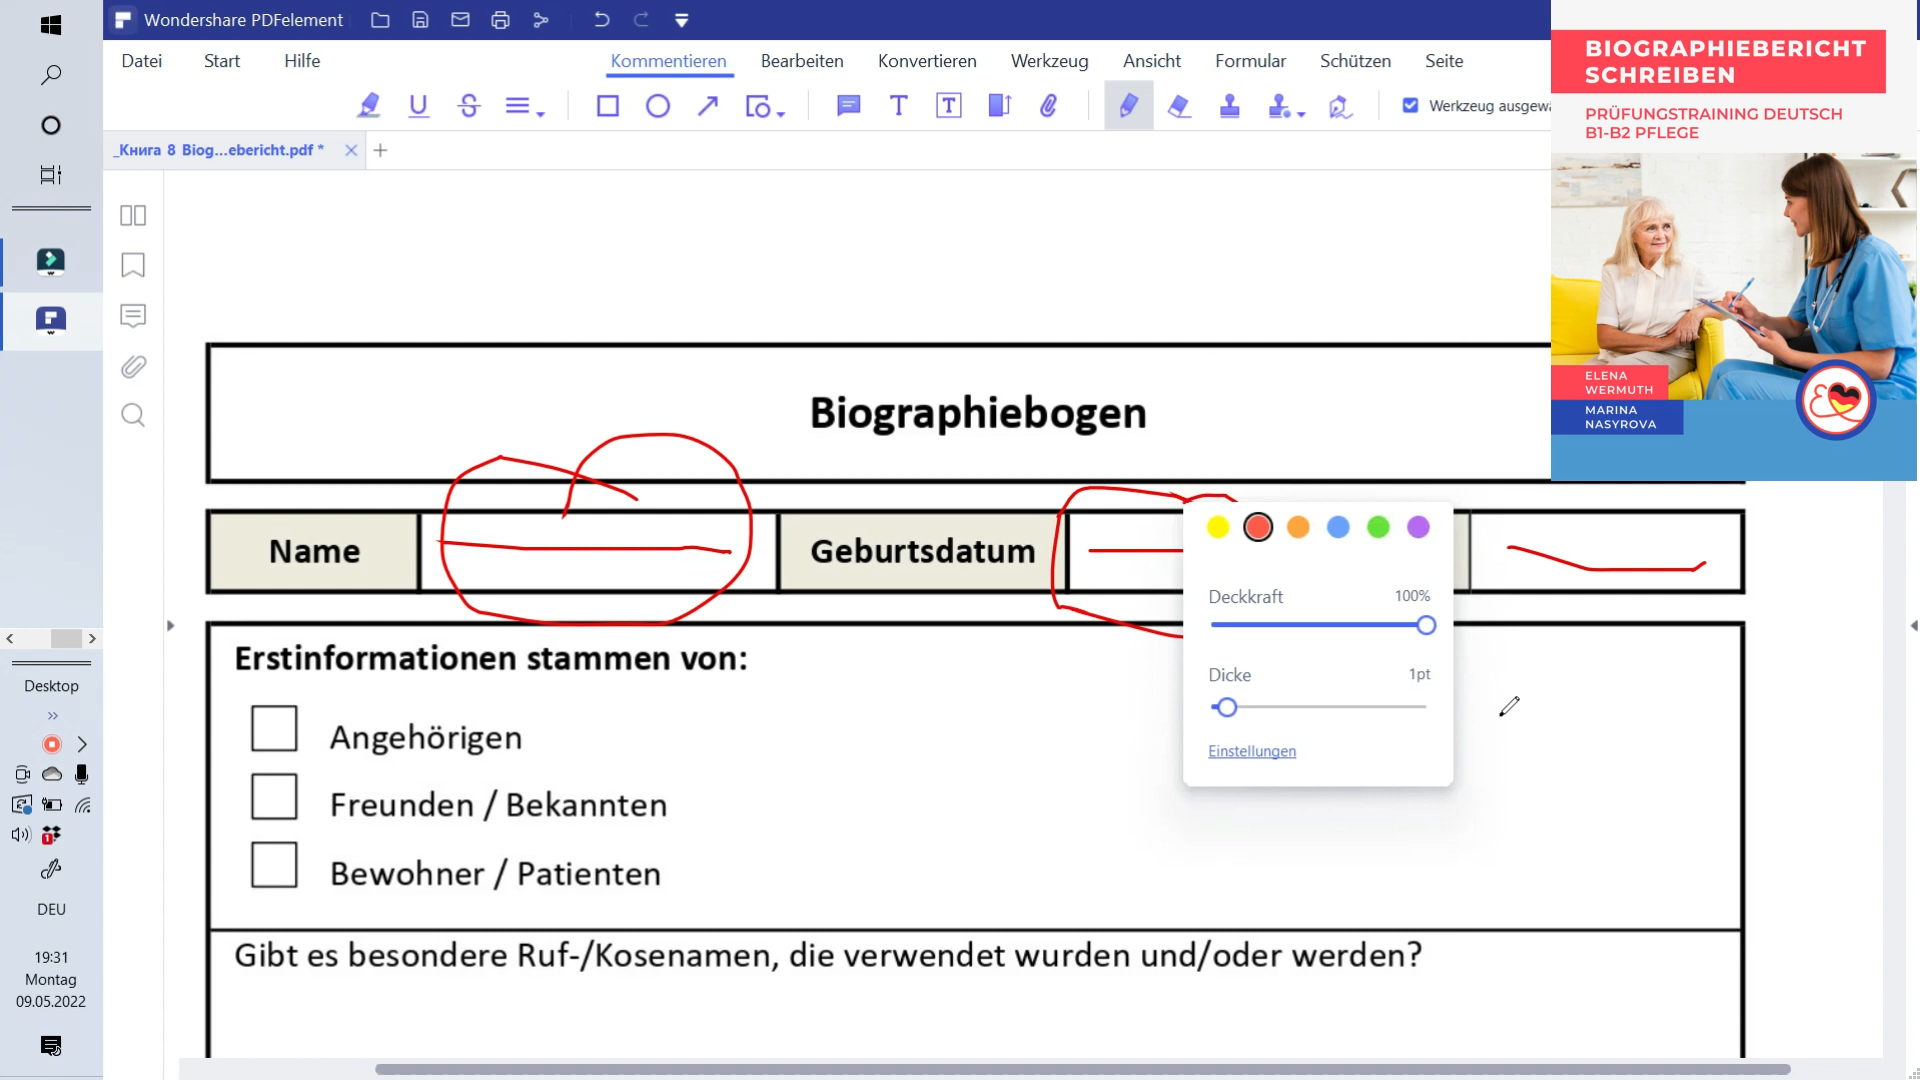 Wondershare PDFelement
Datei Start Hilfe Kommentieren Bearbeiten Konvertieren Werkzeug Ansicht Formular Schützen Seite
Werkzeug ausgewä
_Книга 8 Biog...ebericht.pdf *
BIOGRAPHIEBERICHT
SCHREIBEN
PRÜFUNGSTRAINING DEUTSCH
B1-B2 PFLEGE
ELENA
WERMUTH
MARINA
NASYROVA
Biographiebogen
Name Geburtsdatum
Deckkraft 100%
Dicke 1pt
Einstellungen
Erstinformationen stammen von:
Angehörigen
Freunden / Bekannten
Bewohner / Patienten
Gibt es besondere Ruf-/Kosenamen, die verwendet wurden und/oder werden?
Desktop
DEU
19:31
Montag
09.05.2022